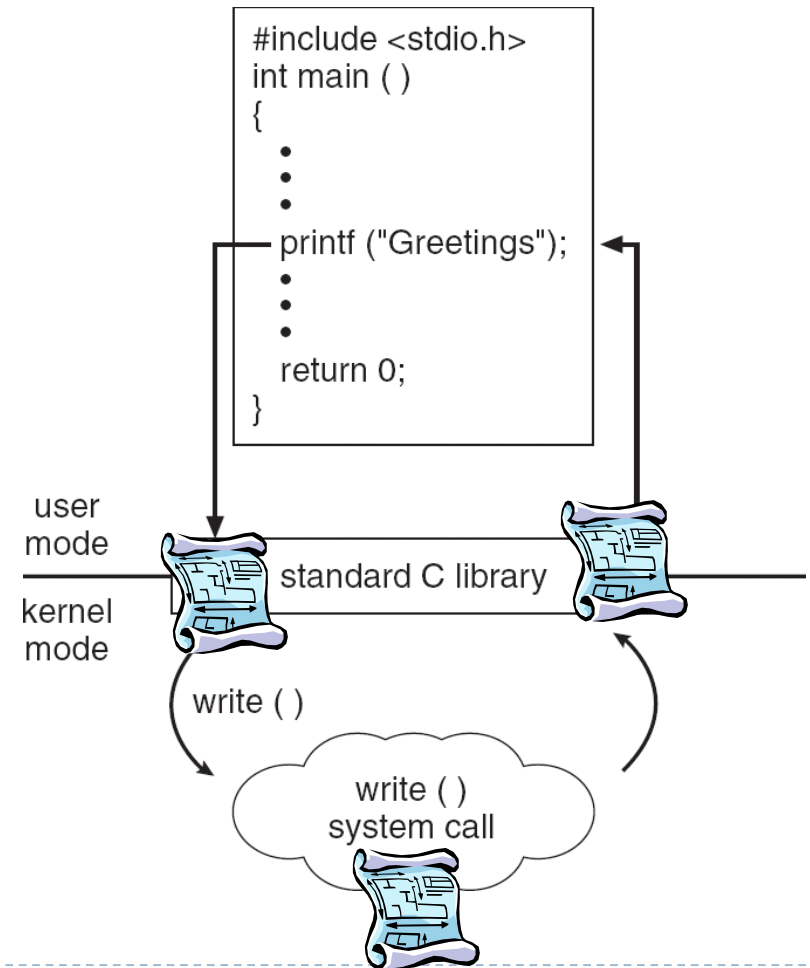 #include <stdio.h>
int main ( )
{
•
•
•
printf ("Greetings");
•
•
•
return 0;
}
user
mode
standard C library
kernel
mode
write ( )
write ( )
system call